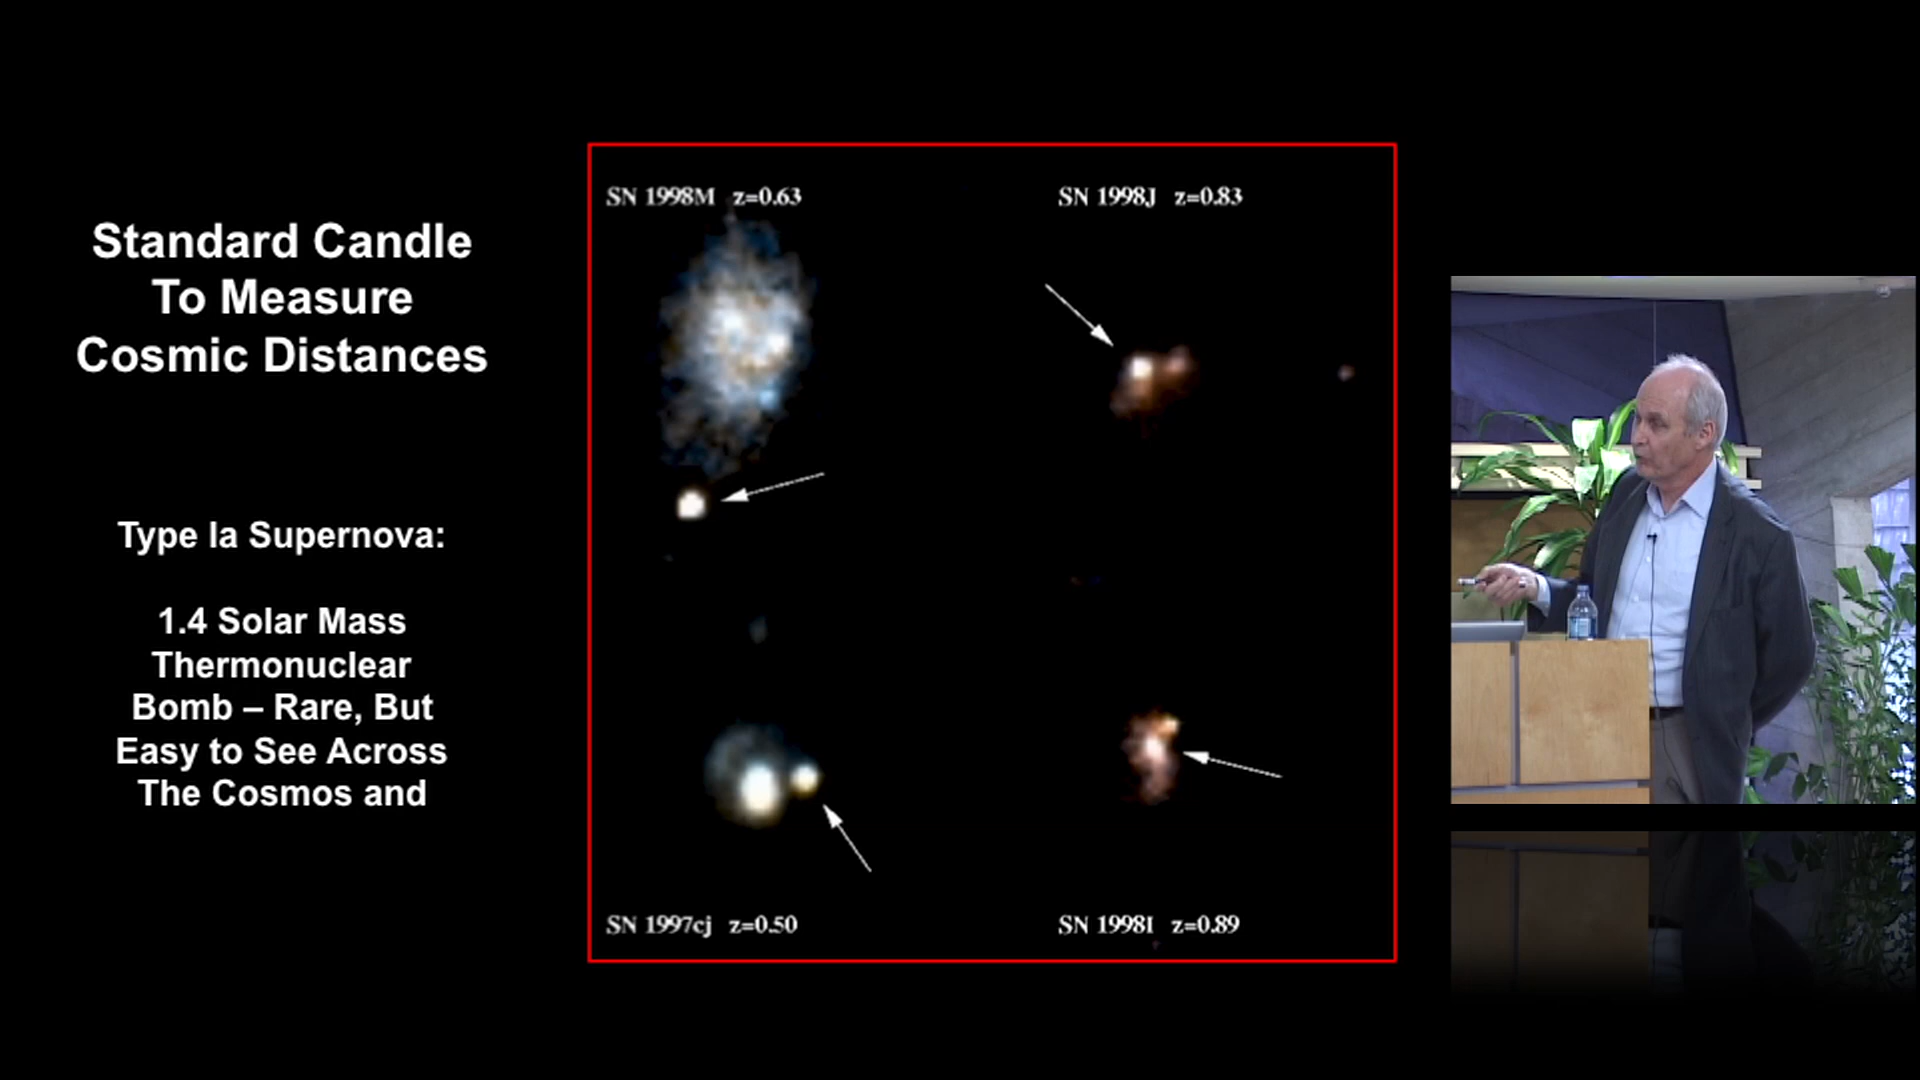 Standard Candle
To Measure
Cosmic Distances
Type Ia Supernova:
1.4 Solar Mass
Thermonuclear
Bomb – Rare, But
Easy to See Across
The Cosmos and
SN 1998M z=0.63
SN 1998J z=0.83
SN 1997cj z=0.50
SN 1998I z=0.89